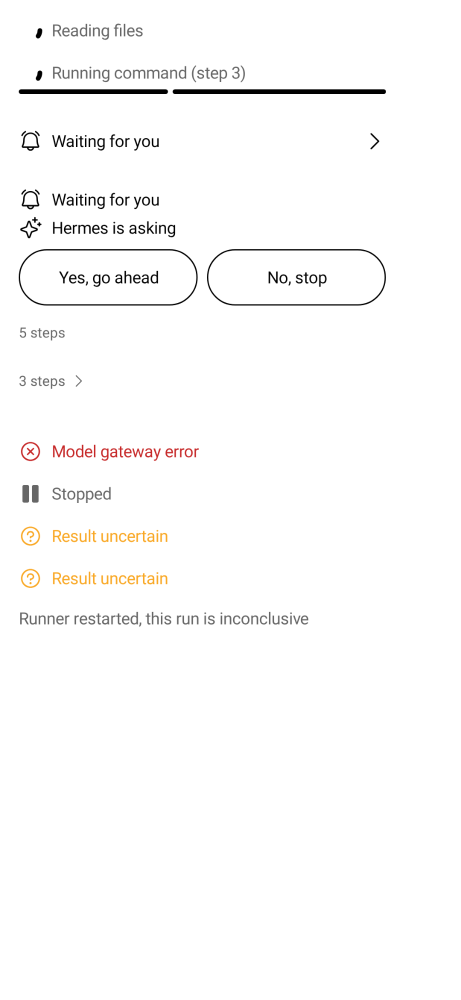 Reading files
Running command (step 3)
Waiting for you
Waiting for you
Hermes is asking
Yes, go ahead
No, stop
5 steps
3 steps
Model gateway error
Stopped
Result uncertain
Result uncertain
Runner restarted, this run is inconclusive